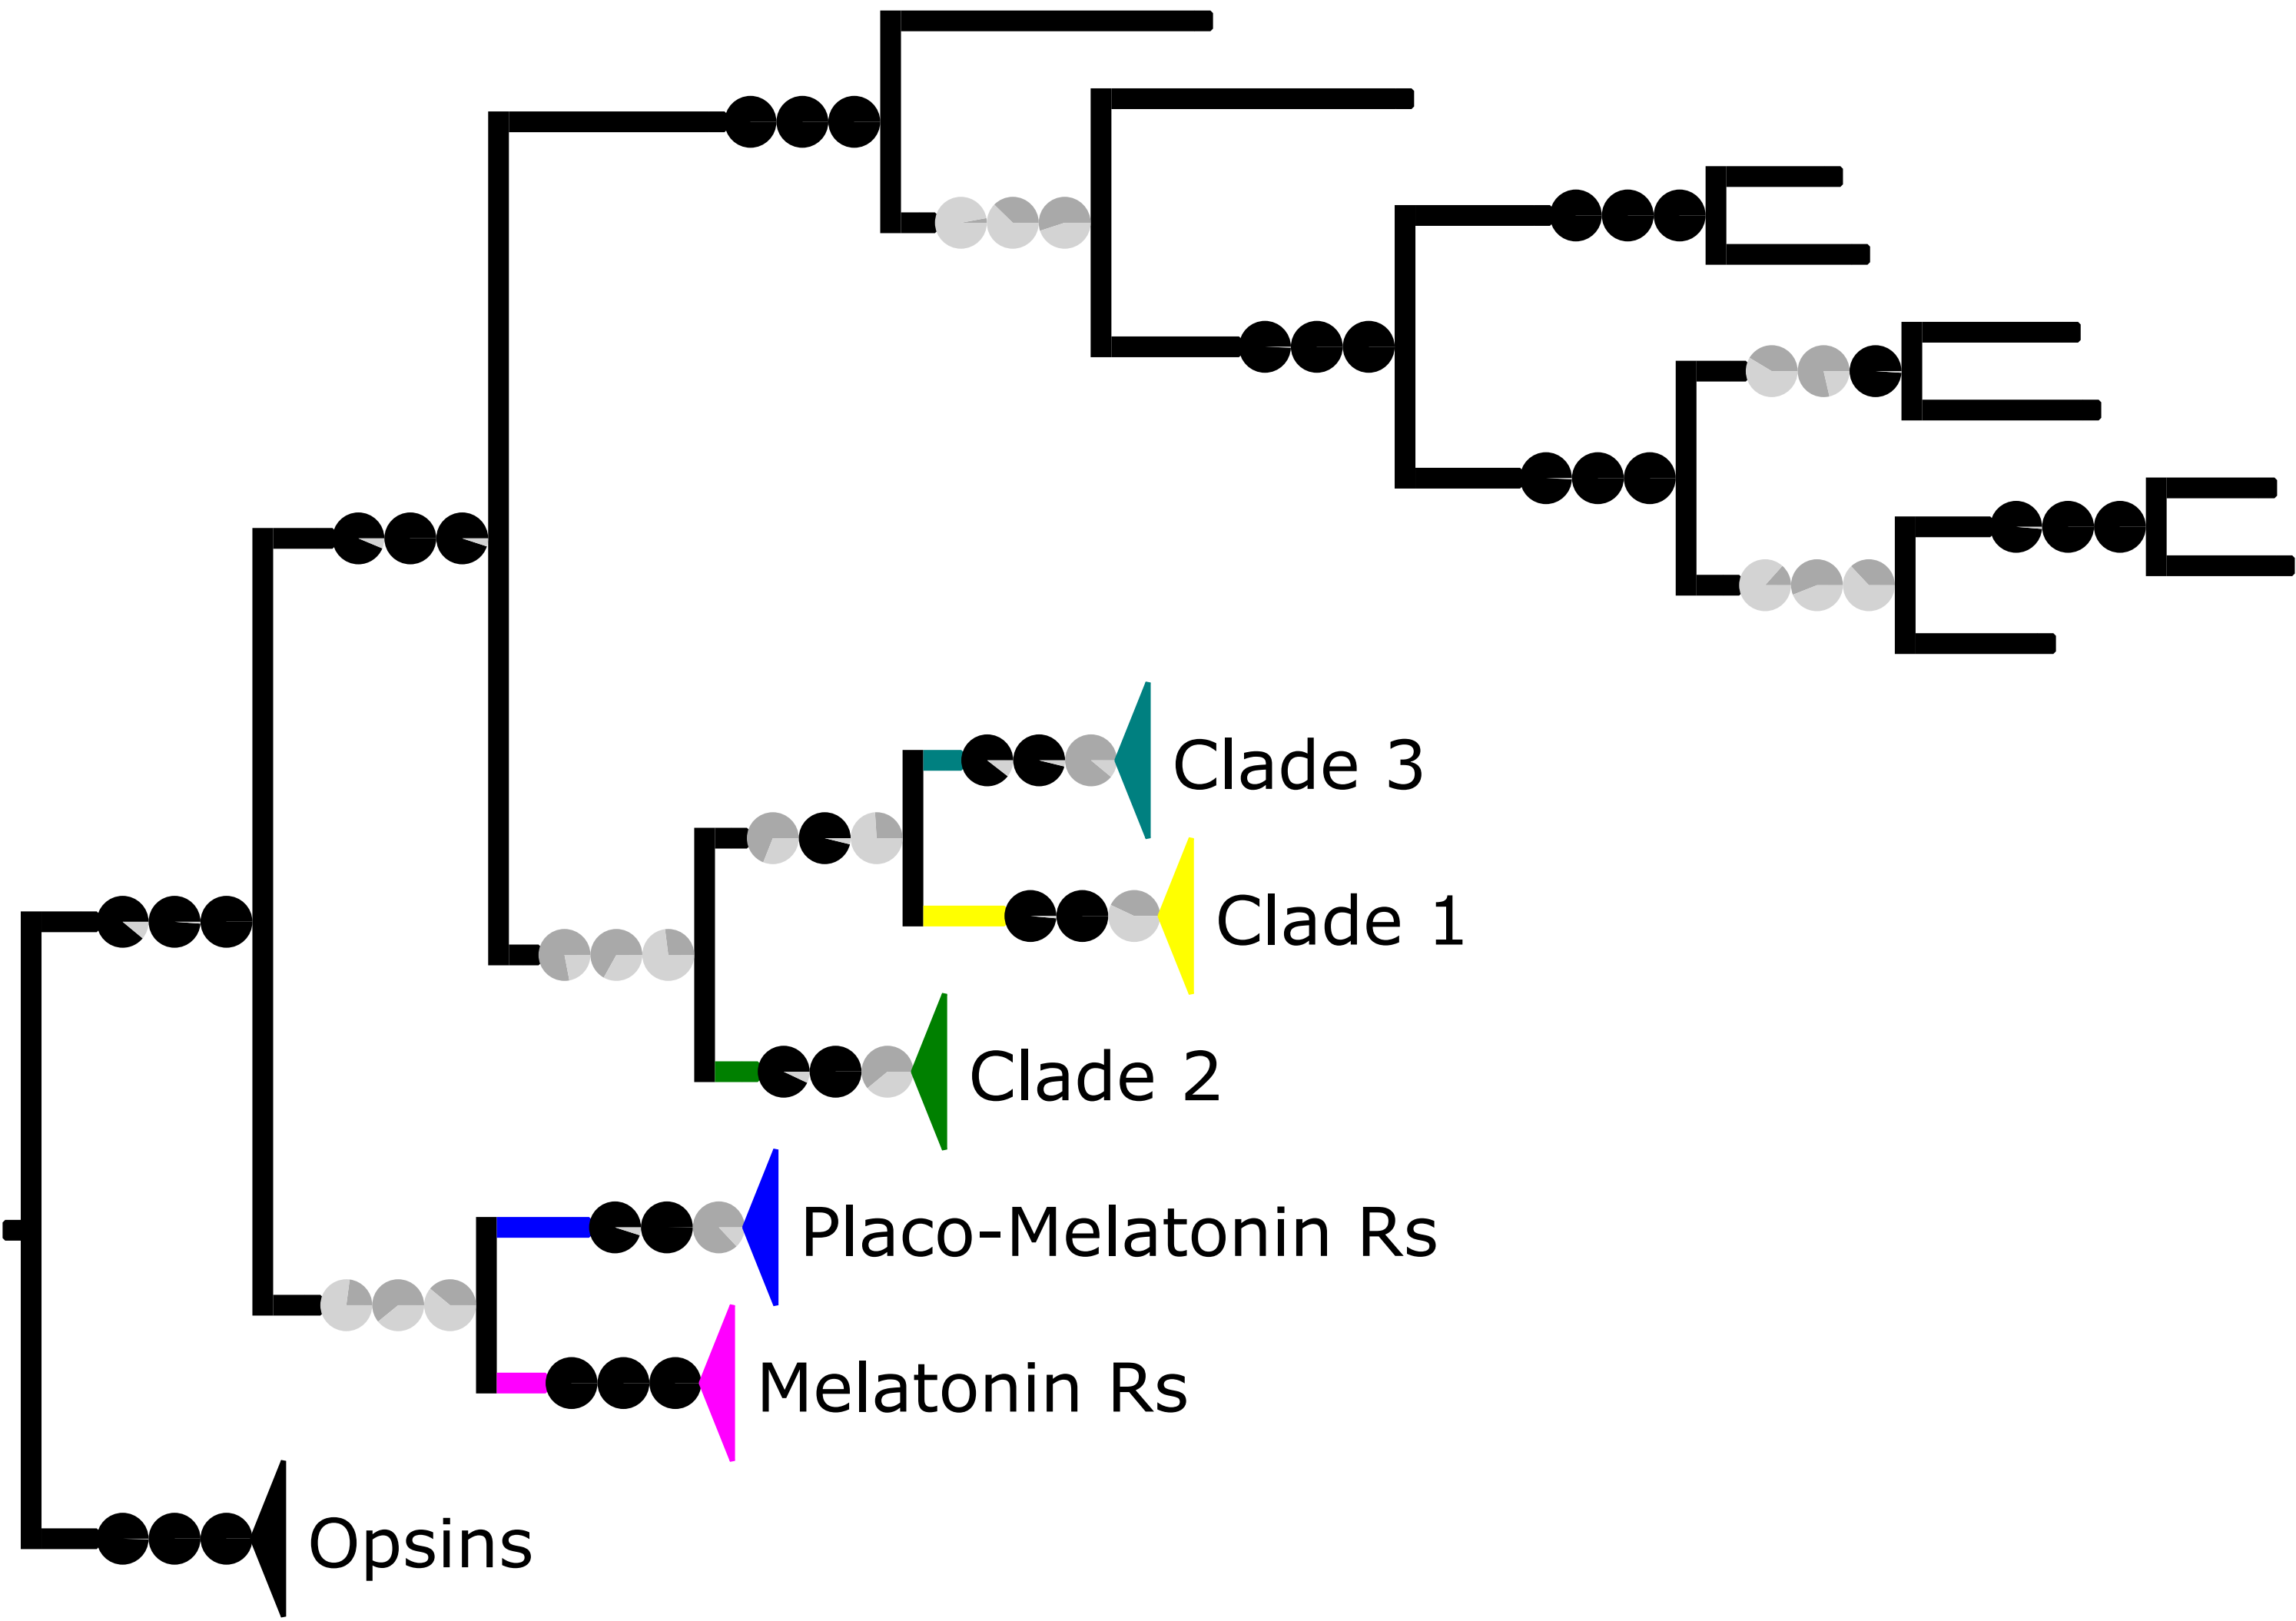 Clade 3
Clade 1
Clade 2
Placo-Melatonin Rs
Melatonin Rs
Opsins